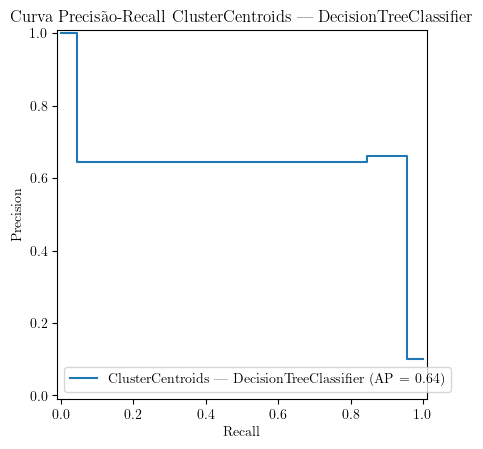 Curva Precisão-Recall ClusterCentroids — DecisionTreeClassifier
1.0
0.8
0.6
0.4
0.2
0.0
Precision
ClusterCentroids — DecisionTreeClassifier (AP = 0.64)
0.0 0.2 0.4 0.6 0.8 1.0
Recall